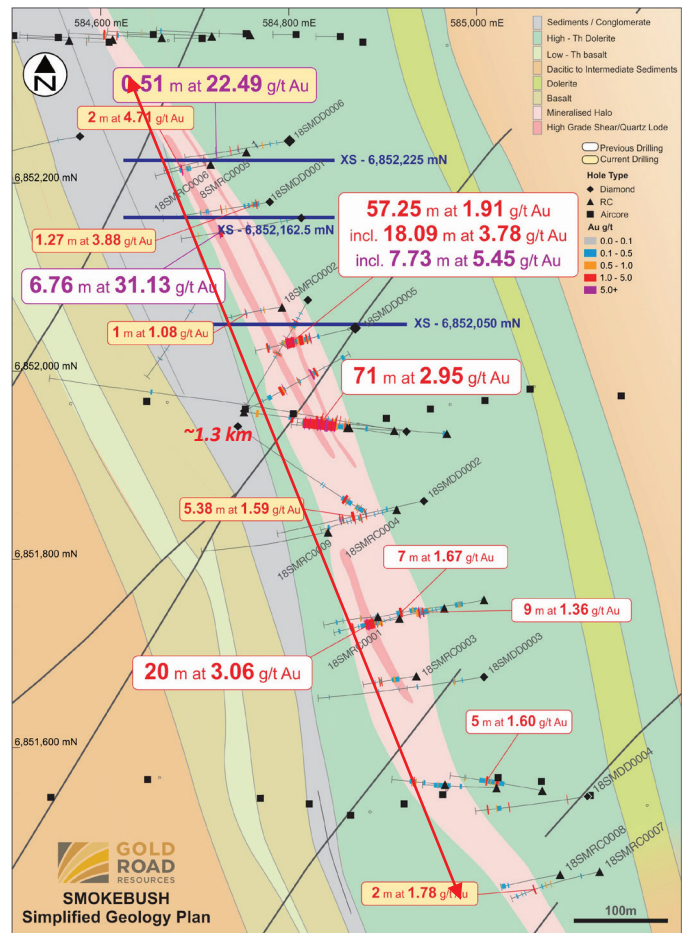 584,600 mE
584,800 mE
585,000 mE
Sediments / Conglomerate
High - Th Dolerite
Low - Th basalt
Dacitic to Intermediate Sediments
Dolerite
Basalt
Mineralised Halo
High Grade Shear/Quartz Lode
Previous Drilling
Current Drilling
Hole Type
Diamond
RC
Aircore
Au g/t
0.0 - 0.1
0.1 - 0.5
0.5 - 1.0
1.0 - 5.0
5.0+
N
0.51 m at 22.49 g/t Au
2 m at 4.71 g/t Au
18SMDD0006
XS - 6,852,225 mN
8SMRC0005
18SMRC0006
18SMDD0001
6,852,200 mN
XS - 6,852,162.5 mN
1.27 m at 3.88 g/t Au
57.25 m at 1.91 g/t Au
incl. 18.09 m at 3.78 g/t Au
incl. 7.73 m at 5.45 g/t Au
6.76 m at 31.13 g/t Au
18SMRC0002
18SMDD0005
1 m at 1.08 g/t Au
XS - 6,852,050 mN
6,852,000 mN
71 m at 2.95 g/t Au
~1.3 km
18SMDD0002
5.38 m at 1.59 g/t Au
18SMRC0004
18SMRC0009
6,851,800 mN
7 m at 1.67 g/t Au
9 m at 1.36 g/t Au
18SMRC0001
20 m at 3.06 g/t Au
18SMRC0003
18SMDD0003
5 m at 1.60 g/t Au
6,851,600 mN
18SMDD0004
18SMRC0008
18SMRC0007
2 m at 1.78 g/t Au
GOLD
ROAD
RESOURCES
SMOKEBUSH
Simplified Geology Plan
100m